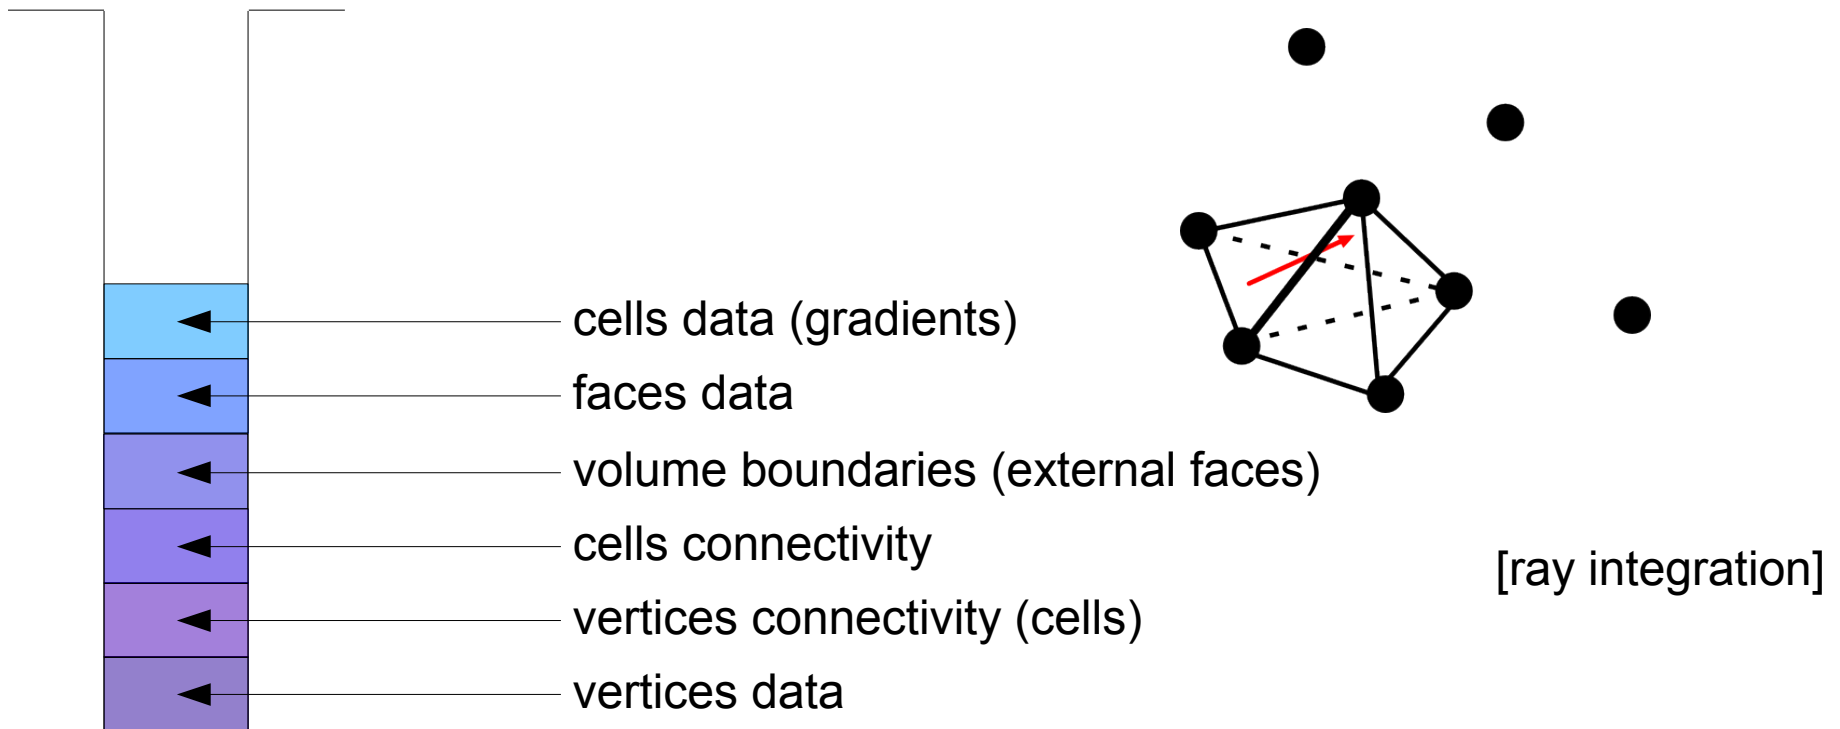 cells data (gradients)
faces data
volume boundaries (external faces)
cells connectivity
[ray integration]
vertices connectivity (cells)
vertices data